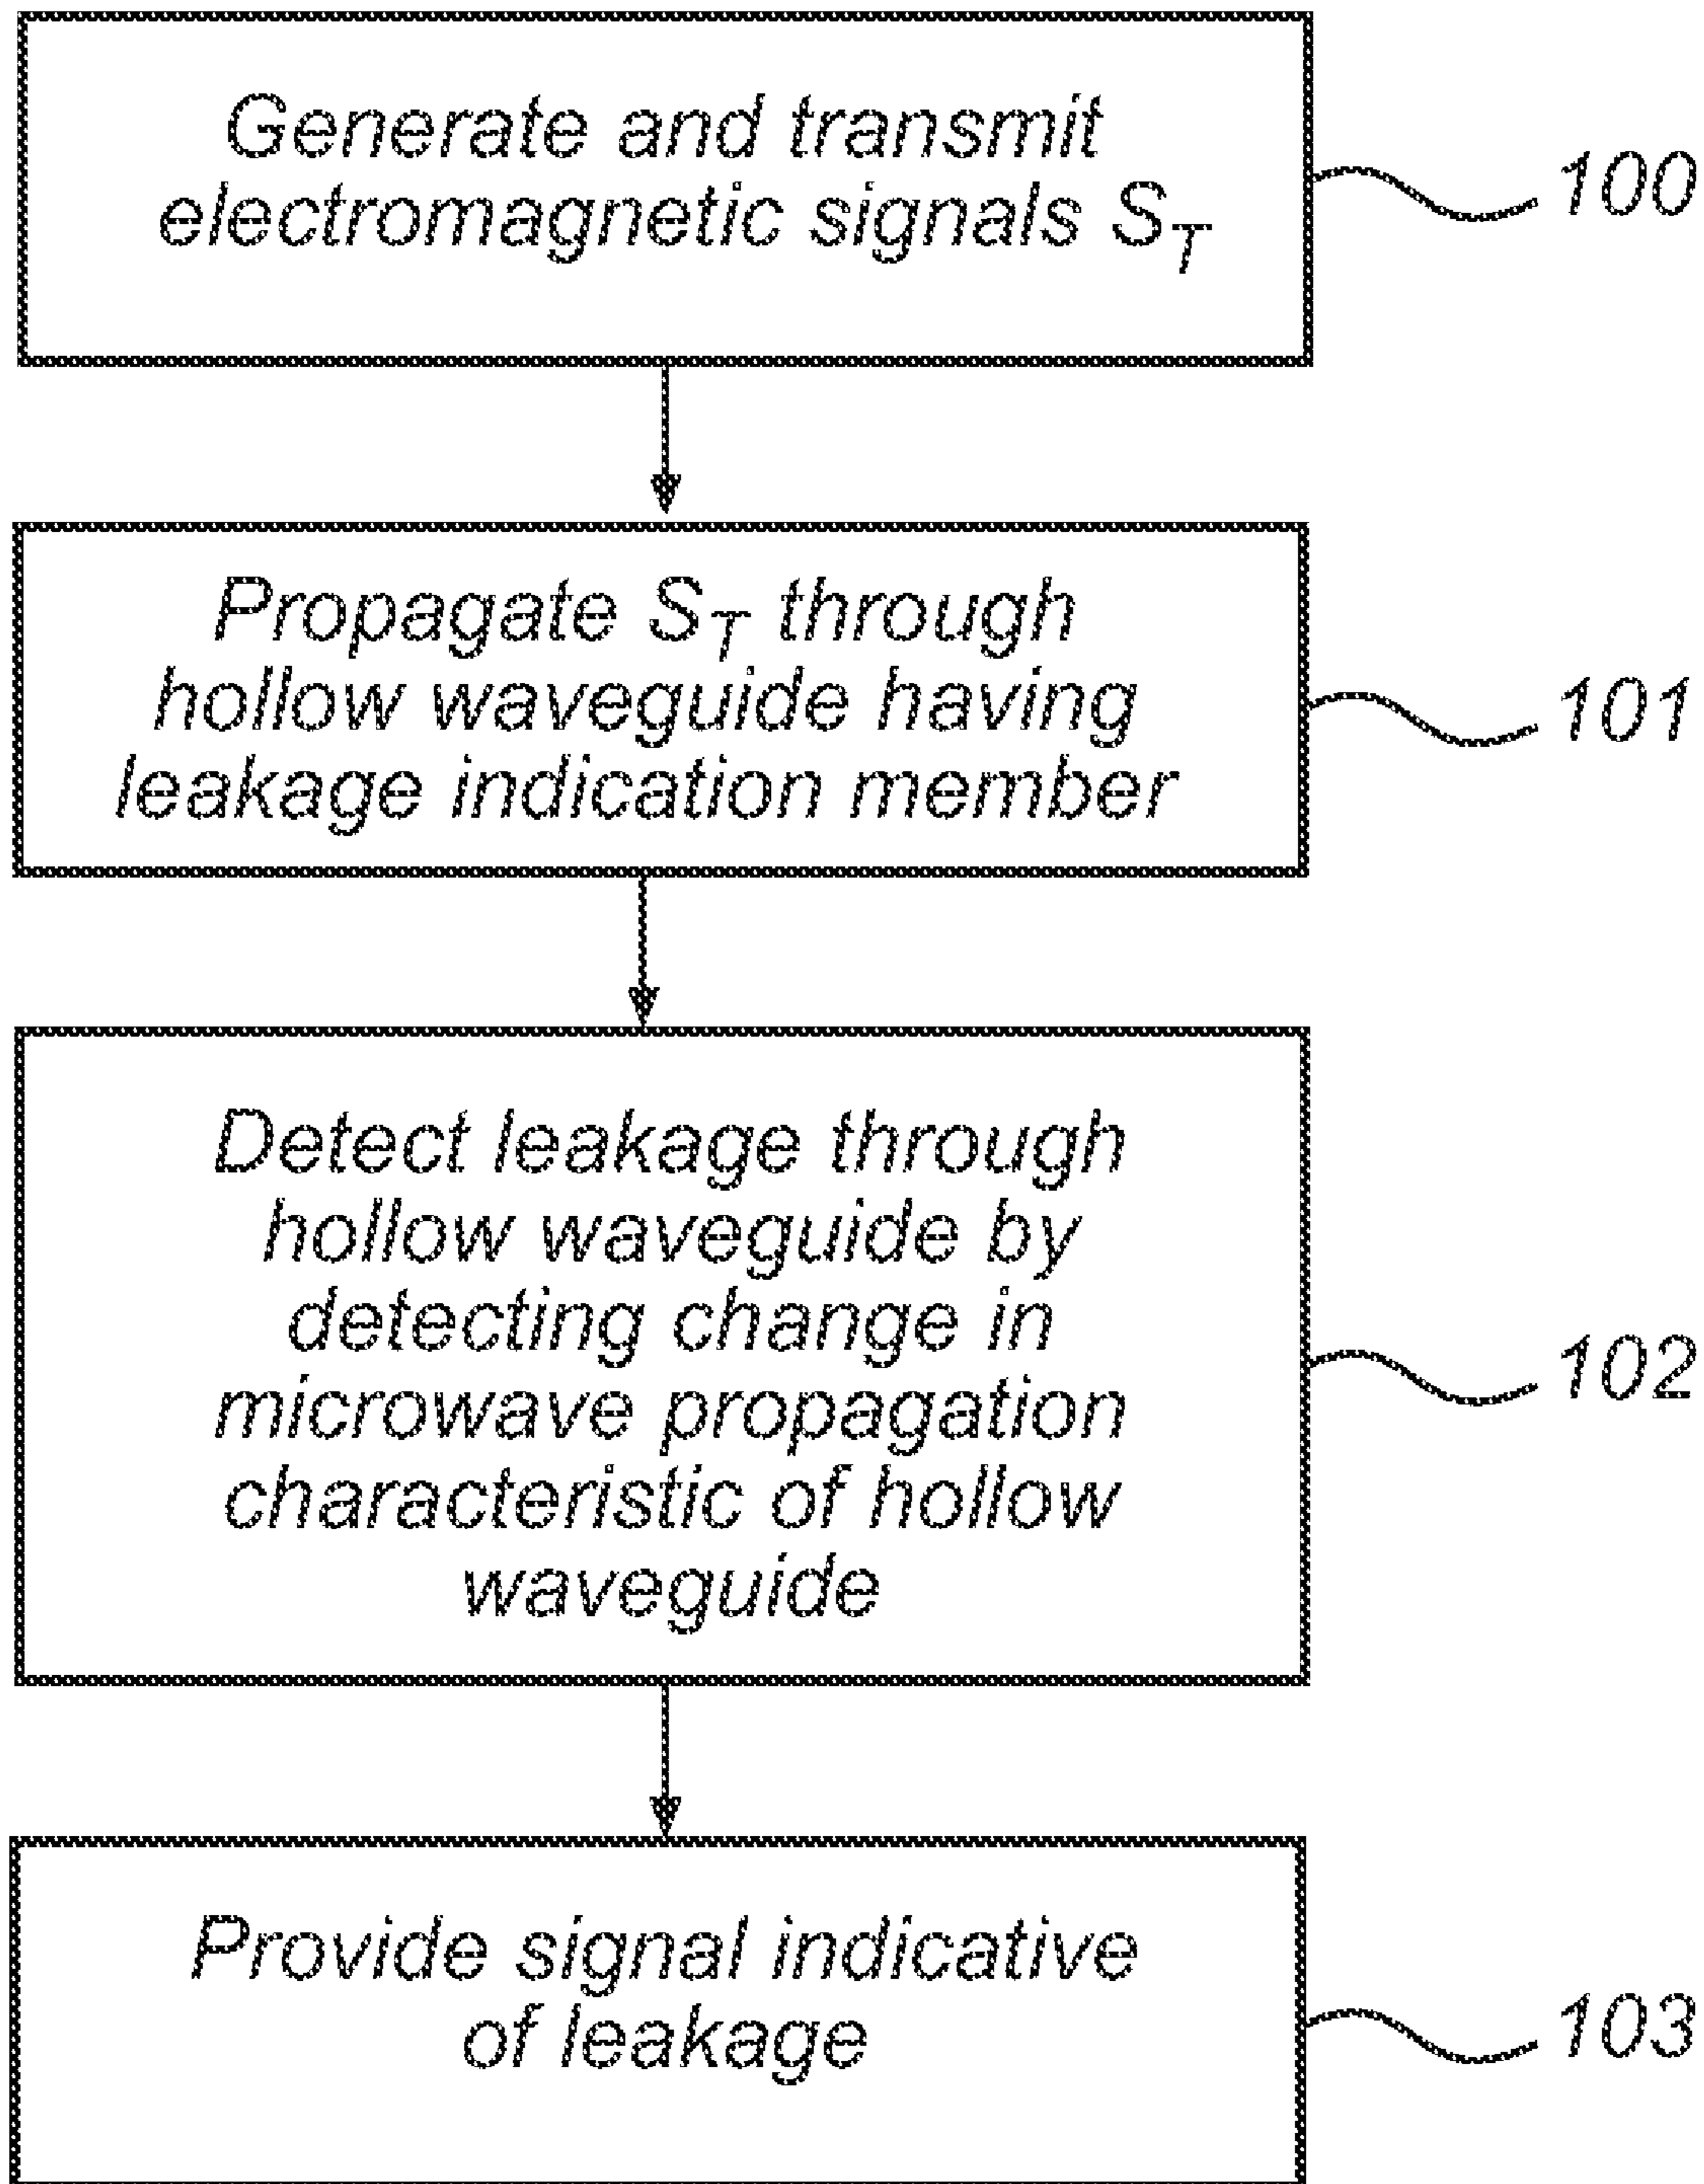 Generate and transmit
electromagnetic signals S_T
100
Propagate S_T through
hollow waveguide having
leakage indication member
101
Detect leakage through
hollow waveguide by
detecting change in
microwave propagation
characteristic of hollow
waveguide
102
Provide signal indicative
of leakage
103